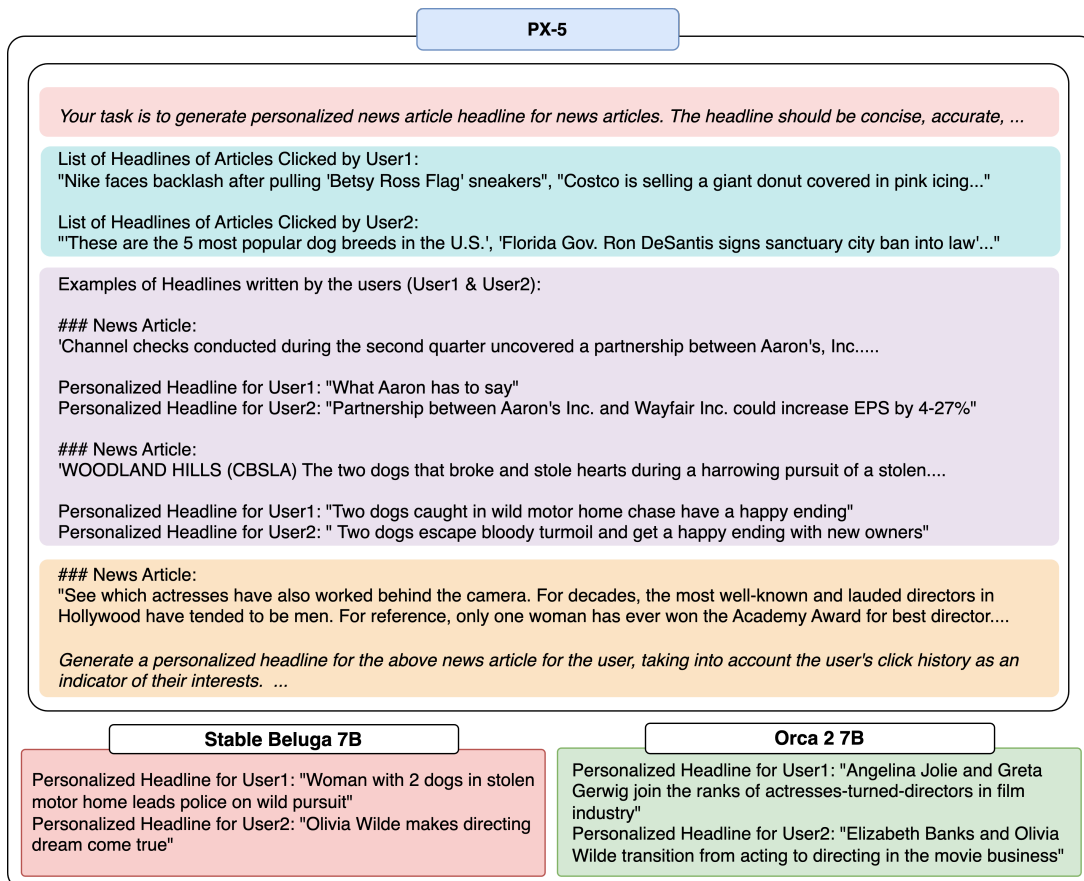 PX-5
Your task is to generate personalized news article headline for news articles. The headline should be concise, accurate, ...
List of Headlines of Articles Clicked by User1:
"Nike faces backlash after pulling 'Betsy Ross Flag' sneakers", "Costco is selling a giant donut covered in pink icing..."
List of Headlines of Articles Clicked by User2:
"'These are the 5 most popular dog breeds in the U.S.', 'Florida Gov. Ron DeSantis signs sanctuary city ban into law'..."
Examples of Headlines written by the users (User1 & User2):
### News Article:
'Channel checks conducted during the second quarter uncovered a partnership between Aaron's, Inc.....
Personalized Headline for User1: "What Aaron has to say"
Personalized Headline for User2: "Partnership between Aaron's Inc. and Wayfair Inc. could increase EPS by 4-27%"
### News Article:
'WOODLAND HILLS (CBSLA) The two dogs that broke and stole hearts during a harrowing pursuit of a stolen....
Personalized Headline for User1: "Two dogs caught in wild motor home chase have a happy ending"
Personalized Headline for User2: " Two dogs escape bloody turmoil and get a happy ending with new owners"
### News Article:
"See which actresses have also worked behind the camera. For decades, the most well-known and lauded directors in
Hollywood have tended to be men. For reference, only one woman has ever won the Academy Award for best director....
Generate a personalized headline for the above news article for the user, taking into account the user's click history as an
indicator of their interests. ...
Stable Beluga 7B
Personalized Headline for User1: "Woman with 2 dogs in stolen
motor home leads police on wild pursuit"
Personalized Headline for User2: "Olivia Wilde makes directing
dream come true"
Orca 2 7B
Personalized Headline for User1: "Angelina Jolie and Greta
Gerwig join the ranks of actresses-turned-directors in film
industry"
Personalized Headline for User2: "Elizabeth Banks and Olivia
Wilde transition from acting to directing in the movie business"